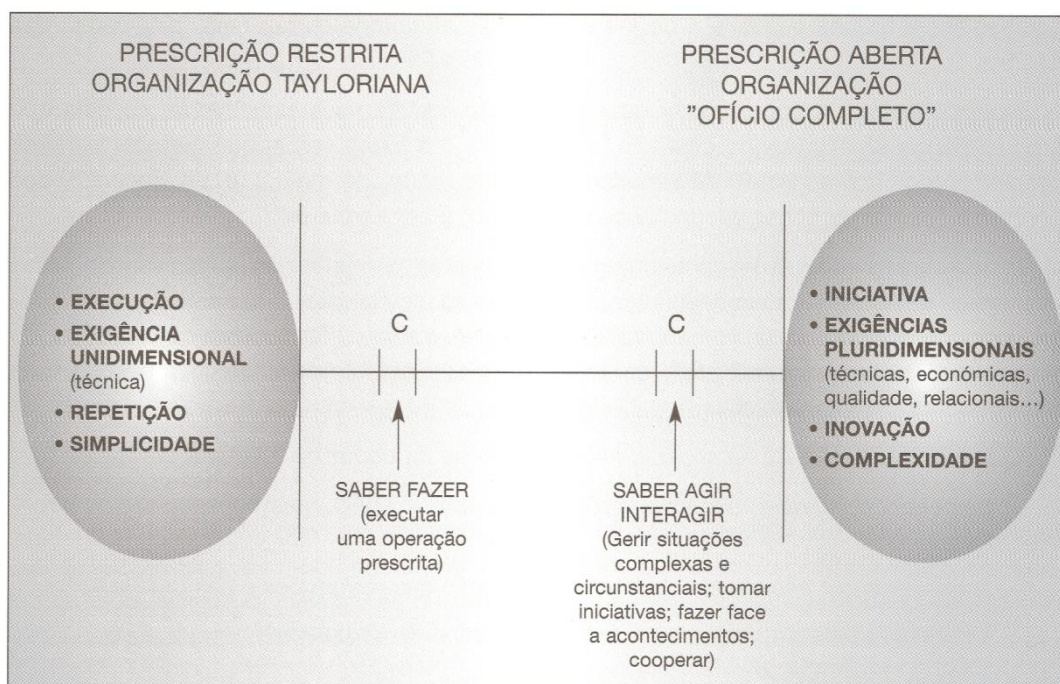 PRESCRIÇÃO RESTRITA
ORGANIZAÇÃO TAYLORIANA
PRESCRIÇÃO ABERTA
ORGANIZAÇÃO
”OFÍCIO COMPLETO”
• EXECUÇÃO
• EXIGÊNCIA
UNIDIMENSIONAL
(técnica)
• REPETIÇÃO
• SIMPLICIDADE
C
SABER FAZER
(executar
uma operação
prescrita)
C
SABER AGIR
INTERAGIR
(Gerir situações
complexas e
circunstanciais; tomar
iniciativas; fazer face
a acontecimentos;
cooperar)
• INICIATIVA
• EXIGÊNCIAS
PLURIDIMENSIONAIS
(técnicas, económicas,
qualidade, relacionais...)
• INOVAÇÃO
• COMPLEXIDADE